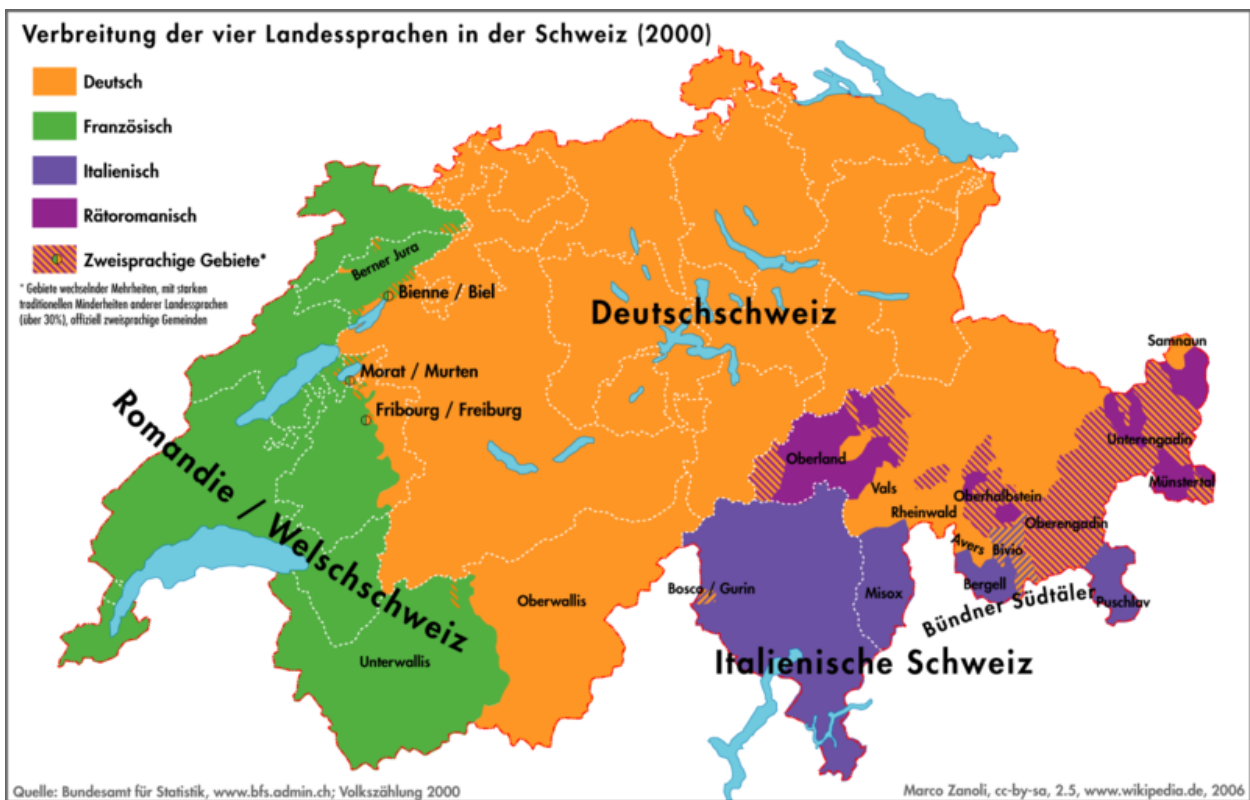 Verbreitung der vier Landessprachen in der Schweiz (2000)
Deutsch
Französisch
Italienisch
Rätoromanisch
Zweisprachige Gebiete*
* Gebiete wechselnder Mehrheiten, mit starken
traditionellen Minderheiten anderer Landessprachen
(über 30%), offiziell zweisprachige Gemeinden
Berner Jura
Bienne / Biel
Deutschschweiz
Samnaun
Morat / Murten
Fribourg / Freiburg
Romandie / Welschschweiz
Unterengadin
Oberland
Münstertal
Vals
Oberhalbstein
Rheinwald
Oberengadin
Avers
Bivio
Bosco / Gurin
Bergell
Misox
Oberwallis
Puschlav
Bündner Südtäler
Unterwallis
Italienische Schweiz
Quelle: Bundesamt für Statistik, www.bfs.admin.ch; Volkszählung 2000
Marco Zanoli, cc-by-sa, 2.5, www.wikipedia.de, 2006